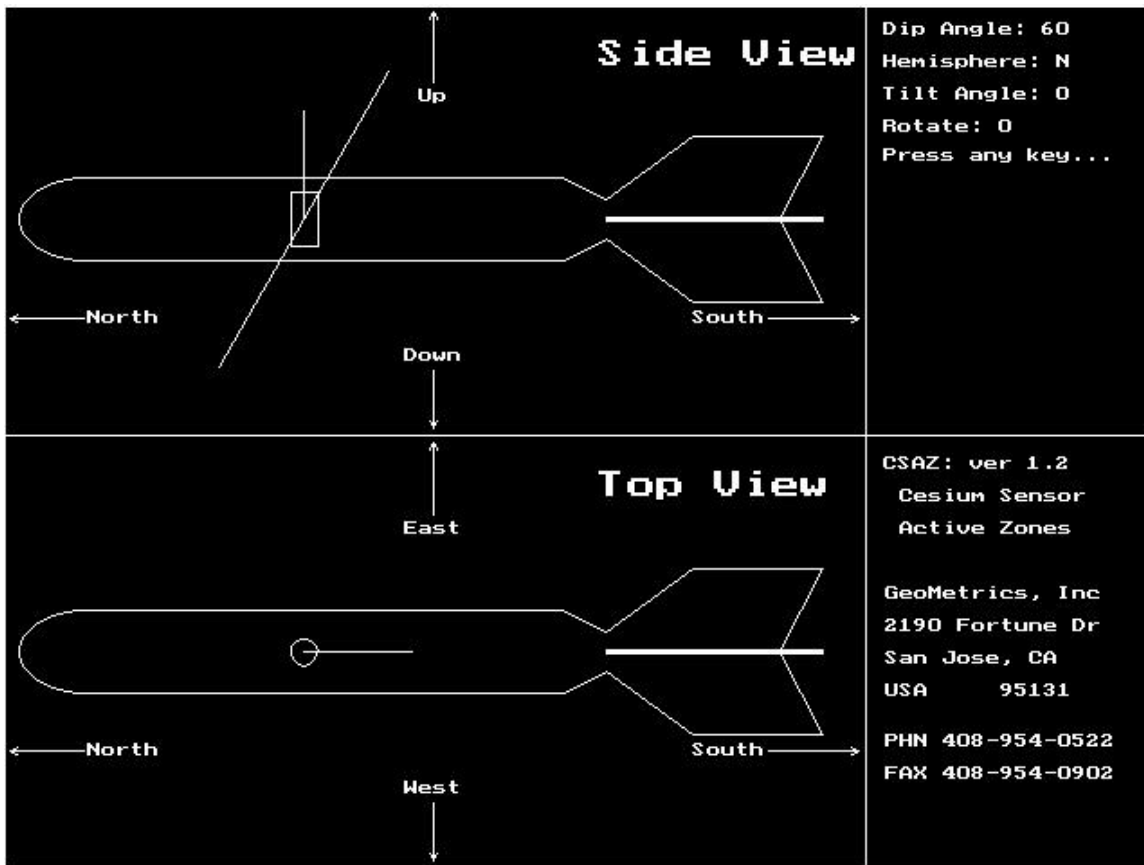 Side View
Up
North
South
Down
Dip Angle: 60
Hemisphere: N
Tilt Angle: 0
Rotate: 0
Press any key...
Top View
East
North
South
West
CSAZ: ver 1.2
Cesium Sensor
Active Zones
GeoMetrics, Inc
2190 Fortune Dr
San Jose, CA
USA 95131
PHN 408-954-0522
FAX 408-954-0902